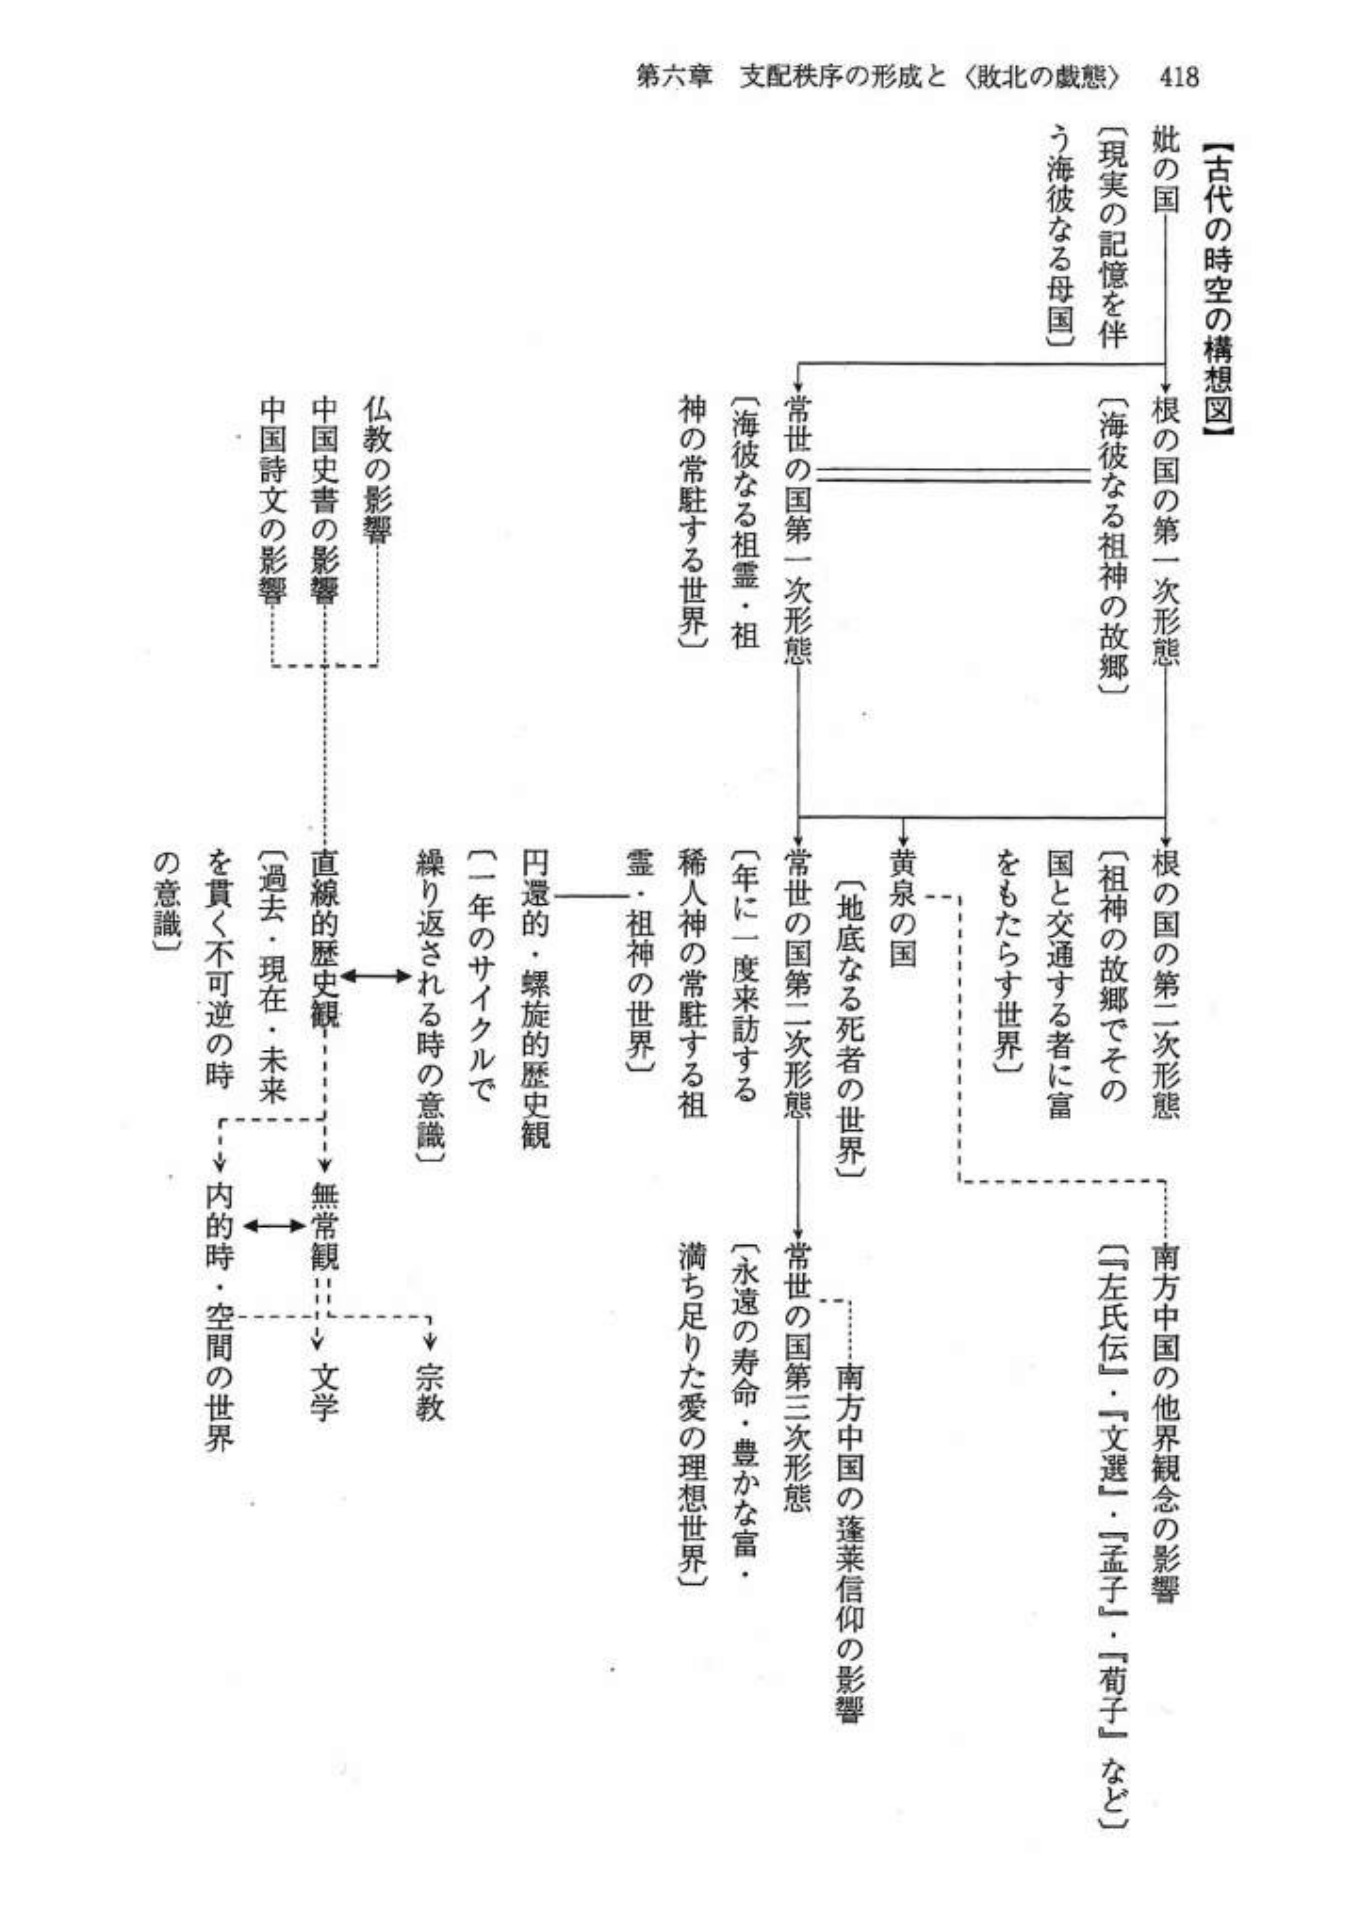 第六章　支配秩序の形成と〈敗北の戯態〉　418
【古代の時空の構想図】
妣の国
〔現実の記憶を伴
う海彼なる母国〕
根の国の第一次形態
〔海彼なる祖神の故郷〕
常世の国第一次形態
〔海彼なる祖霊・祖
神の常駐する世界〕
根の国の第二次形態
〔祖神の故郷でその
国と交通する者に富
をもたらす世界〕
黄泉の国
〔地底なる死者の世界〕
常世の国第二次形態
〔年に一度来訪する
稀人神の常駐する祖
霊・祖神の世界〕
南方中国の他界観念の影響
〔『左氏伝』・『文選』・『孟子』・『荀子』など〕
南方中国の蓬莱信仰の影響
常世の国第三次形態
〔永遠の寿命・豊かな富・
満ち足りた愛の理想世界〕
円還的・螺旋的歴史観
〔一年のサイクルで
繰り返される時の意識〕
仏教の影響
中国史書の影響
中国詩文の影響
直線的歴史観
〔過去・現在・未来
を貫く不可逆の時
の意識〕
無常観
内的時・空間の世界
宗教
文学